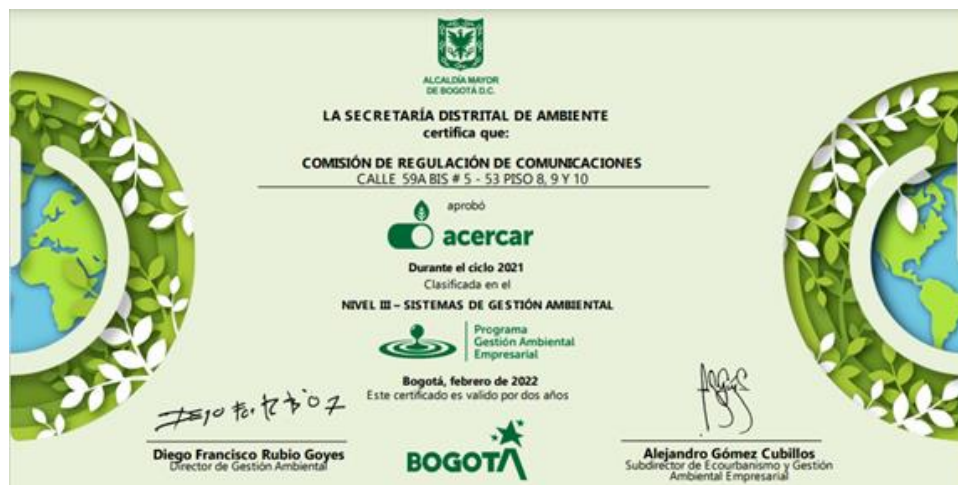 ALCALDÍA MAYOR
DE BOGOTÁ D.C.
LA SECRETARÍA DISTRITAL DE AMBIENTE
certifica que:
COMISIÓN DE REGULACIÓN DE COMUNICACIONES
CALLE 59A BIS # 5 - 53 PISO 8, 9 Y 10
aprobó
acercar
Durante el ciclo 2021
Clasificada en el
NIVEL III – SISTEMAS DE GESTIÓN AMBIENTAL
Programa
Gestión Ambiental
Empresarial
Bogotá, febrero de 2022
Este certificado es valido por dos años
Diego Francisco Rubio Goyes
Director de Gestión Ambiental
BOGOTÁ
Alejandro Gómez Cubillos
Subdirector de Ecourbanismo y Gestión
Ambiental Empresarial